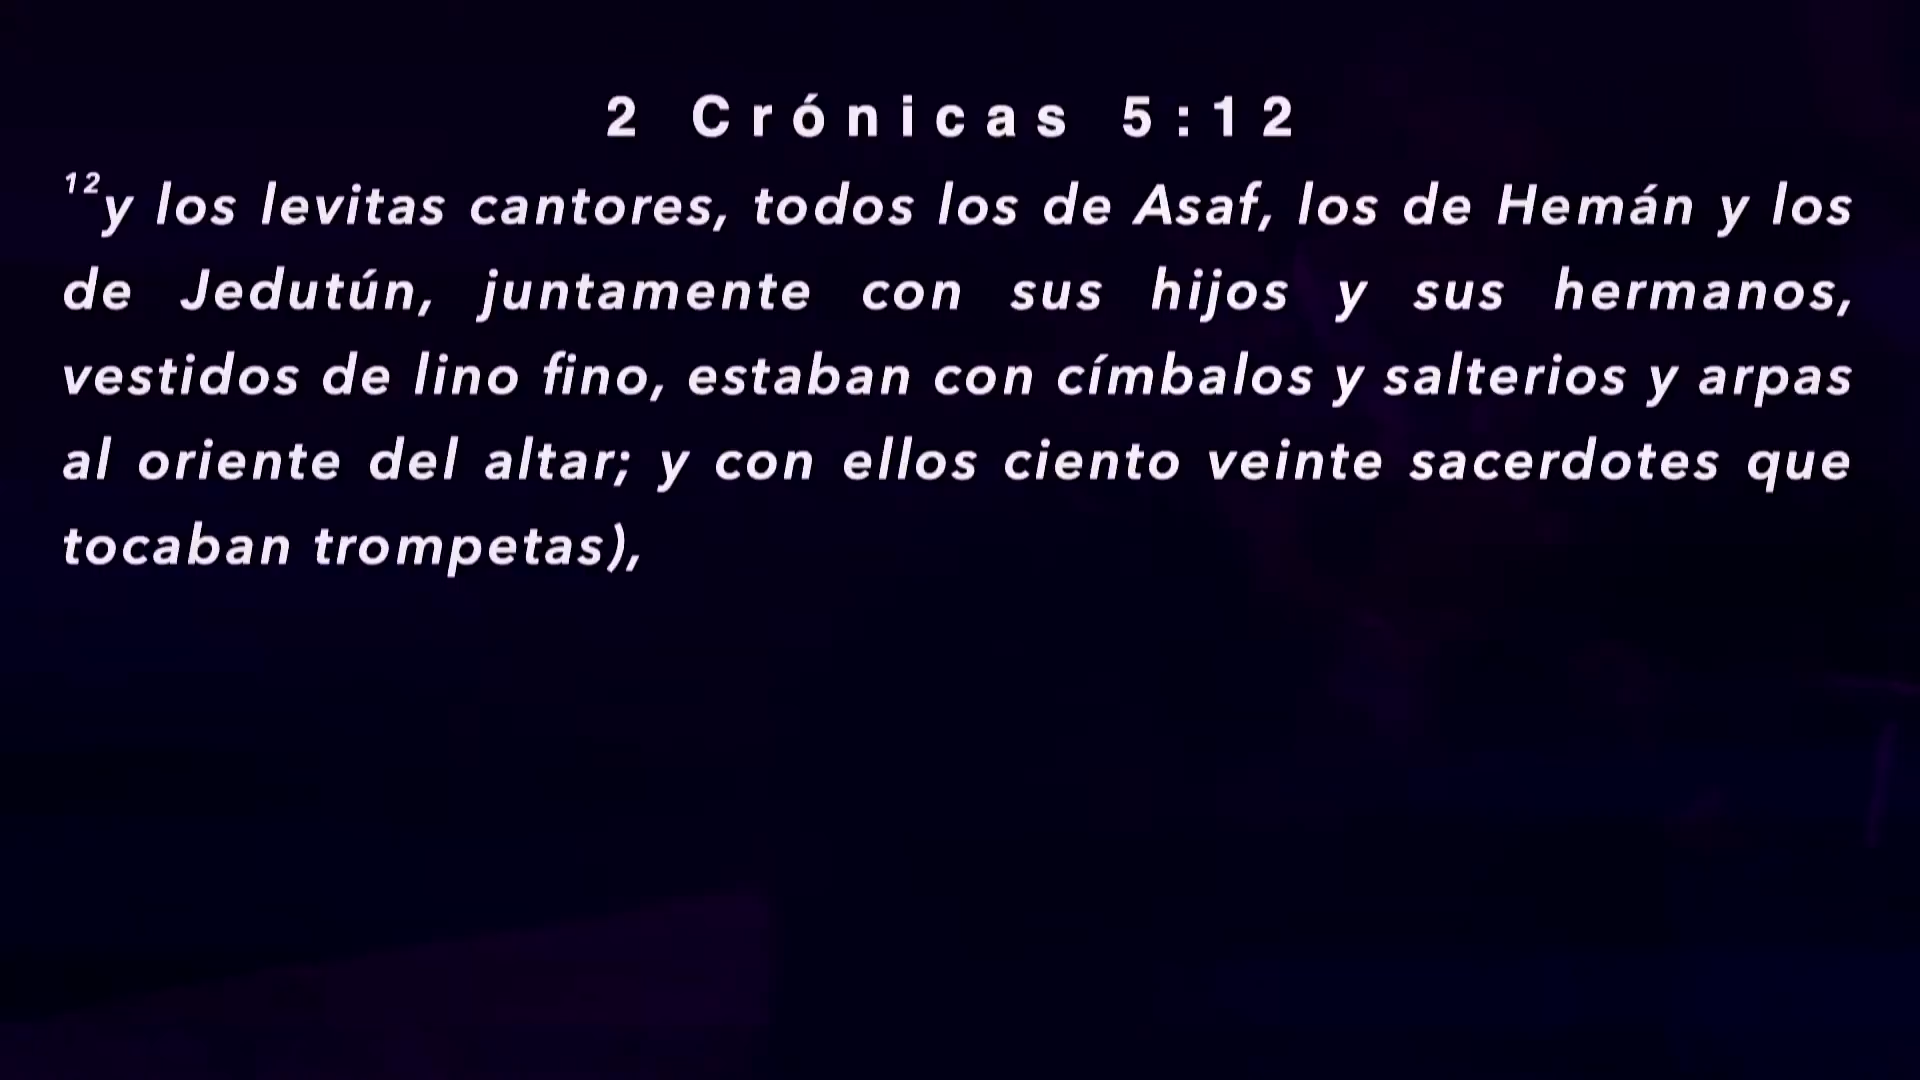 2 Crónicas 5:12
12y los levitas cantores, todos los de Asaf, los de Hemán y los
de Jedutún, juntamente con sus hijos y sus hermanos,
vestidos de lino fino, estaban con címbalos y salterios y arpas
al oriente del altar; y con ellos ciento veinte sacerdotes que
tocaban trompetas),